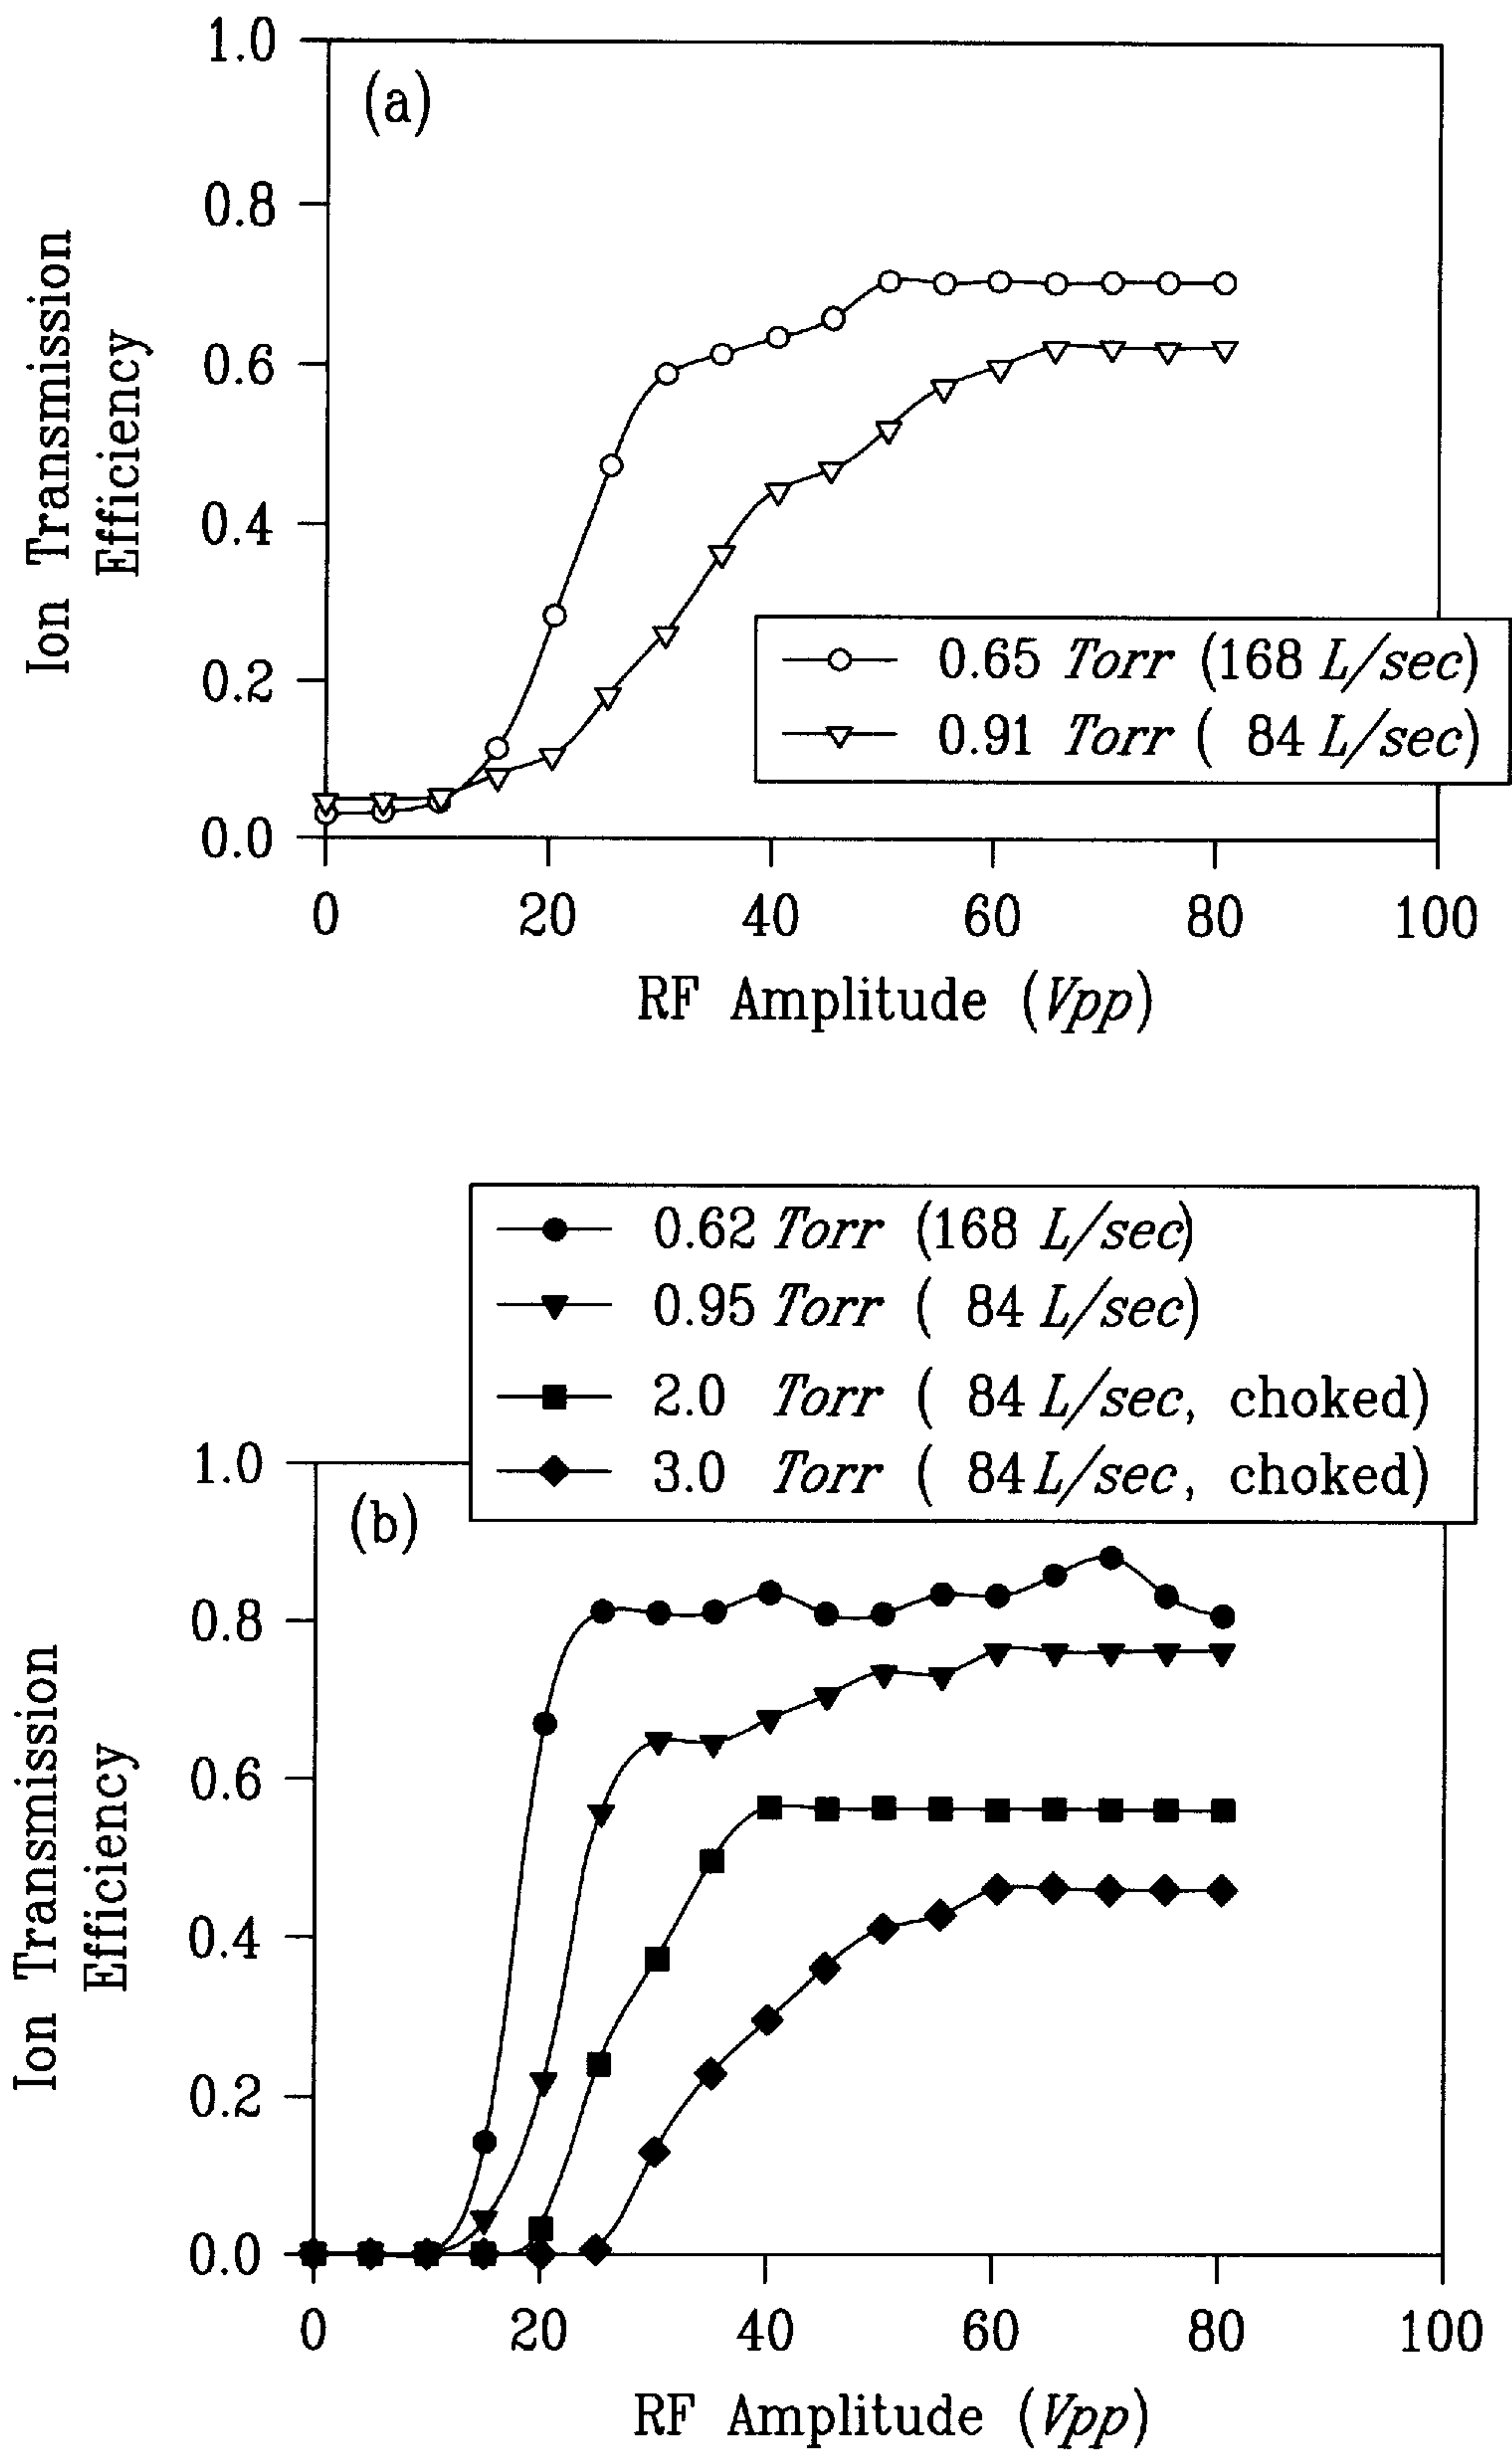 1.0
(a)
0.8
0.6
0.4
0.2
0.0
Ion Transmission
Efficiency
0.65 Torr (168 L/sec)
0.91 Torr ( 84 L/sec)
0 20 40 60 80 100
RF Amplitude (Vpp)
0.62 Torr (168 L/sec)
0.95 Torr ( 84 L/sec)
2.0 Torr ( 84 L/sec, choked)
3.0 Torr ( 84 L/sec, choked)
1.0
(b)
0.8
0.6
0.4
0.2
0.0
Ion Transmission
Efficiency
0 20 40 60 80 100
RF Amplitude (Vpp)